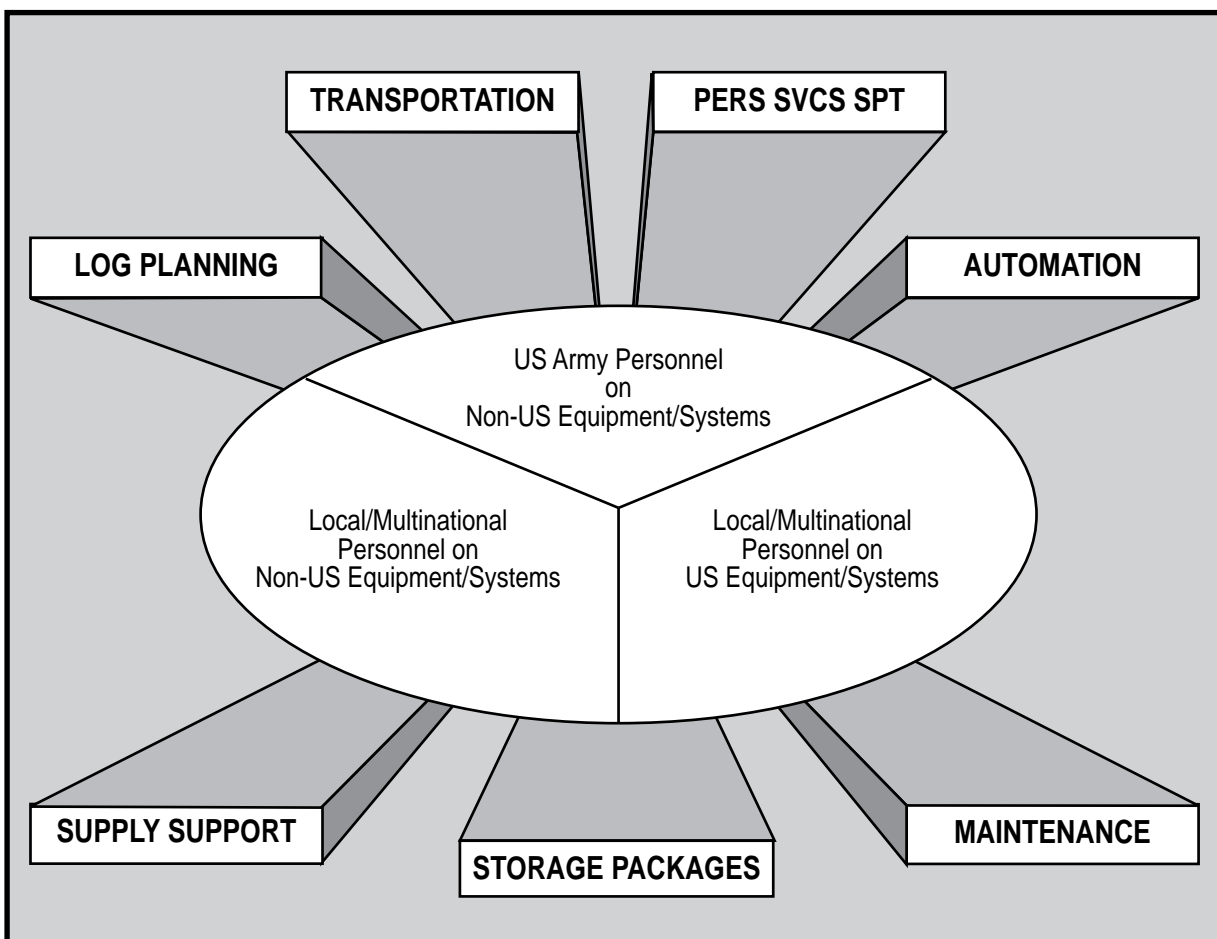 TRANSPORTATION
PERS SVCS SPT
LOG PLANNING
AUTOMATION
US Army Personnel
on
Non-US Equipment/Systems
Local/Multinational
Personnel on
Non-US Equipment/Systems
Local/Multinational
Personnel on
US Equipment/Systems
SUPPLY SUPPORT
STORAGE PACKAGES
MAINTENANCE